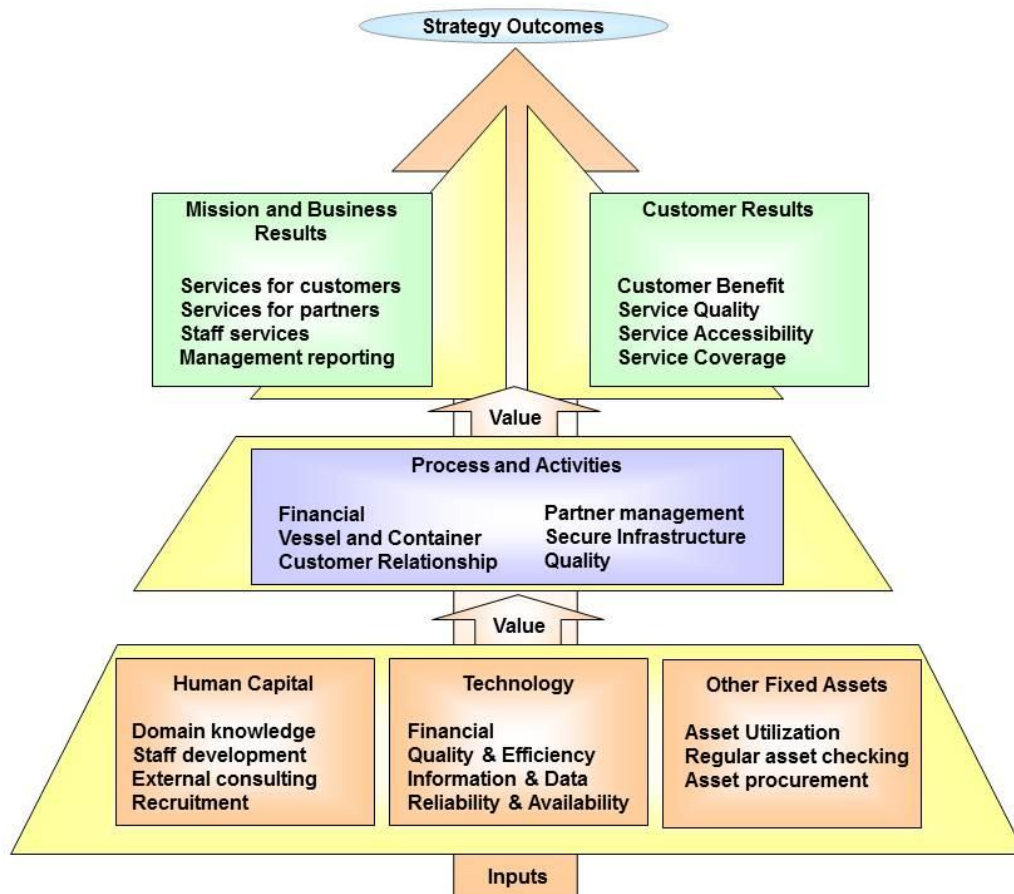 Strategy Outcomes
Mission and Business
Results
Services for customers
Services for partners
Staff services
Management reporting
Customer Results
Customer Benefit
Service Quality
Service Accessibility
Service Coverage
Value
Process and Activities
Financial
Vessel and Container
Customer Relationship
Partner management
Secure Infrastructure
Quality
Value
Human Capital
Domain knowledge
Staff development
External consulting
Recruitment
Technology
Financial
Quality & Efficiency
Information & Data
Reliability & Availability
Other Fixed Assets
Asset Utilization
Regular asset checking
Asset procurement
Inputs